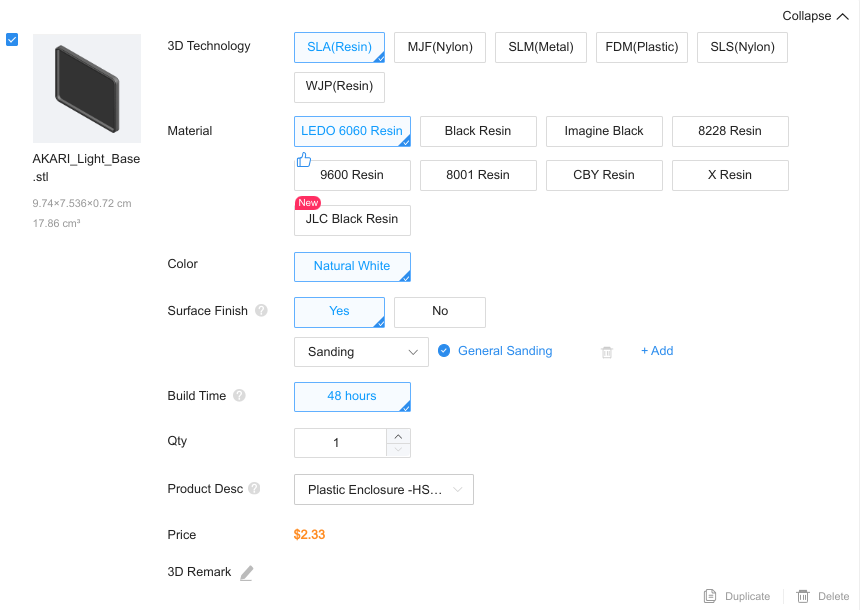 Collapse
3D Technology
SLA(Resin)
MJF(Nylon)
SLM(Metal)
FDM(Plastic)
SLS(Nylon)
WJP(Resin)
AKARI_Light_Base
.stl
9.74×7.536×0.72 cm
17.86 cm³
Material
LEDO 6060 Resin
Black Resin
Imagine Black
8228 Resin
9600 Resin
8001 Resin
CBY Resin
X Resin
New
JLC Black Resin
Color
Natural White
Surface Finish ?
Yes
No
Sanding
General Sanding
+ Add
Build Time ?
48 hours
Qty
1
Product Desc ?
Plastic Enclosure -HS...
Price
$2.33
3D Remark
Duplicate
Delete